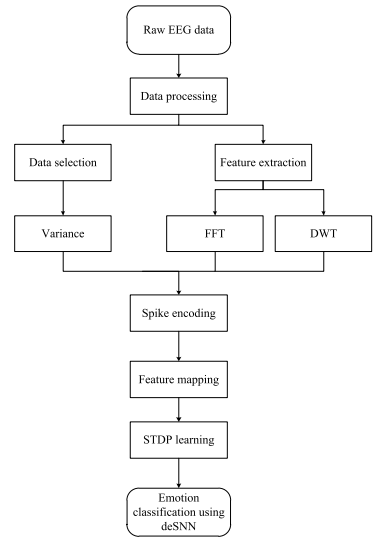 Raw EEG data
Data processing
Data selection
Feature extraction
Variance
FFT
DWT
Spike encoding
Feature mapping
STDP learning
Emotion
classification using
deSNN